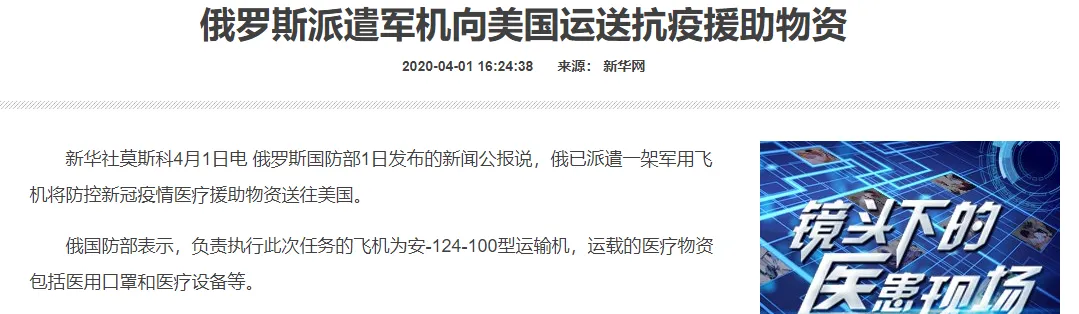 俄罗斯派遣军机向美国运送抗疫援助物资
2020-04-01 16:24:38 来源： 新华网
新华社莫斯科4月1日电 俄罗斯国防部1日发布的新闻公报说，俄已派遣一架军用飞
机将防控新冠疫情医疗援助物资送往美国。
俄国防部表示，负责执行此次任务的飞机为安-124-100型运输机，运载的医疗物资
包括医用口罩和医疗设备等。
镜头下的
医患现场